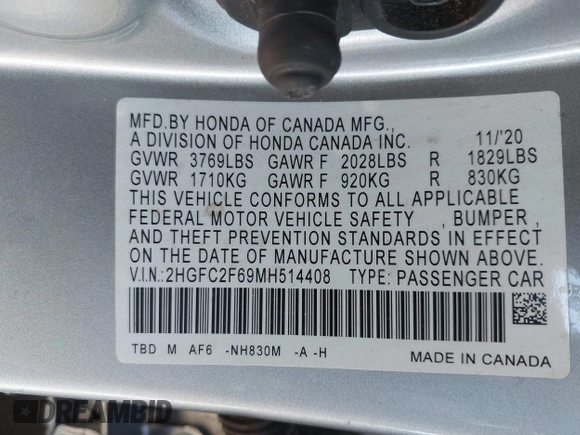 MFD.BY HONDA OF CANADA MFG.,
A DIVISION OF HONDA CANADA INC. 11/'20
GVWR 3769LBS GAWR F 2028LBS R 1829LBS
GVWR 1710KG GAWR F 920KG R 830KG
THIS VEHICLE CONFORMS TO ALL APPLICABLE
FEDERAL MOTOR VEHICLE SAFETY , BUMPER ,
AND THEFT PREVENTION STANDARDS IN EFFECT
ON THE DATE OF MANUFACTURE SHOWN ABOVE.
V.I.N.:2HGFC2F69MH514408 TYPE: PASSENGER CAR
TBD M AF6 -NH830M -A -H
MADE IN CANADA
DREAMBID